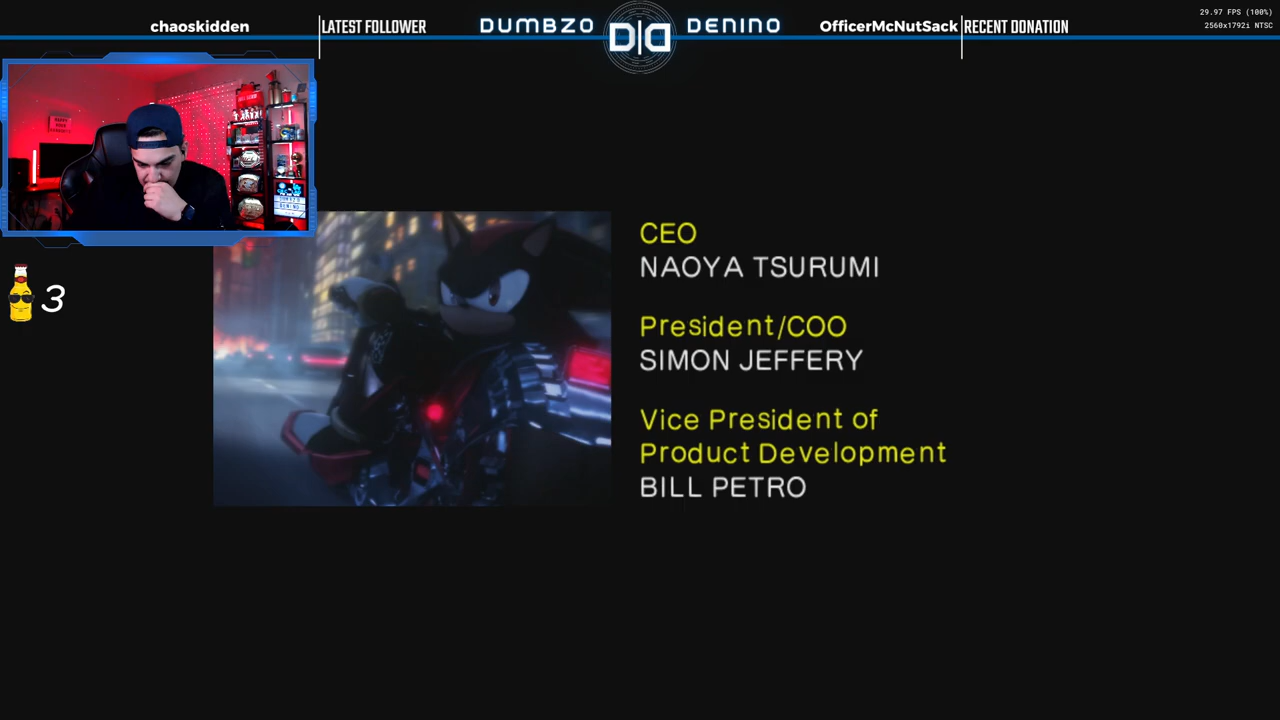 chaoskidden
LATEST FOLLOWER
DUMBZO
D|D
DENINO
OfficerMcNutSack
RECENT DONATION
29.97 FPS (100%)
2560x1792i NTSC
3
CEO
NAOYA TSURUMI
President/COO
SIMON JEFFERY
Vice President of
Product Development
BILL PETRO